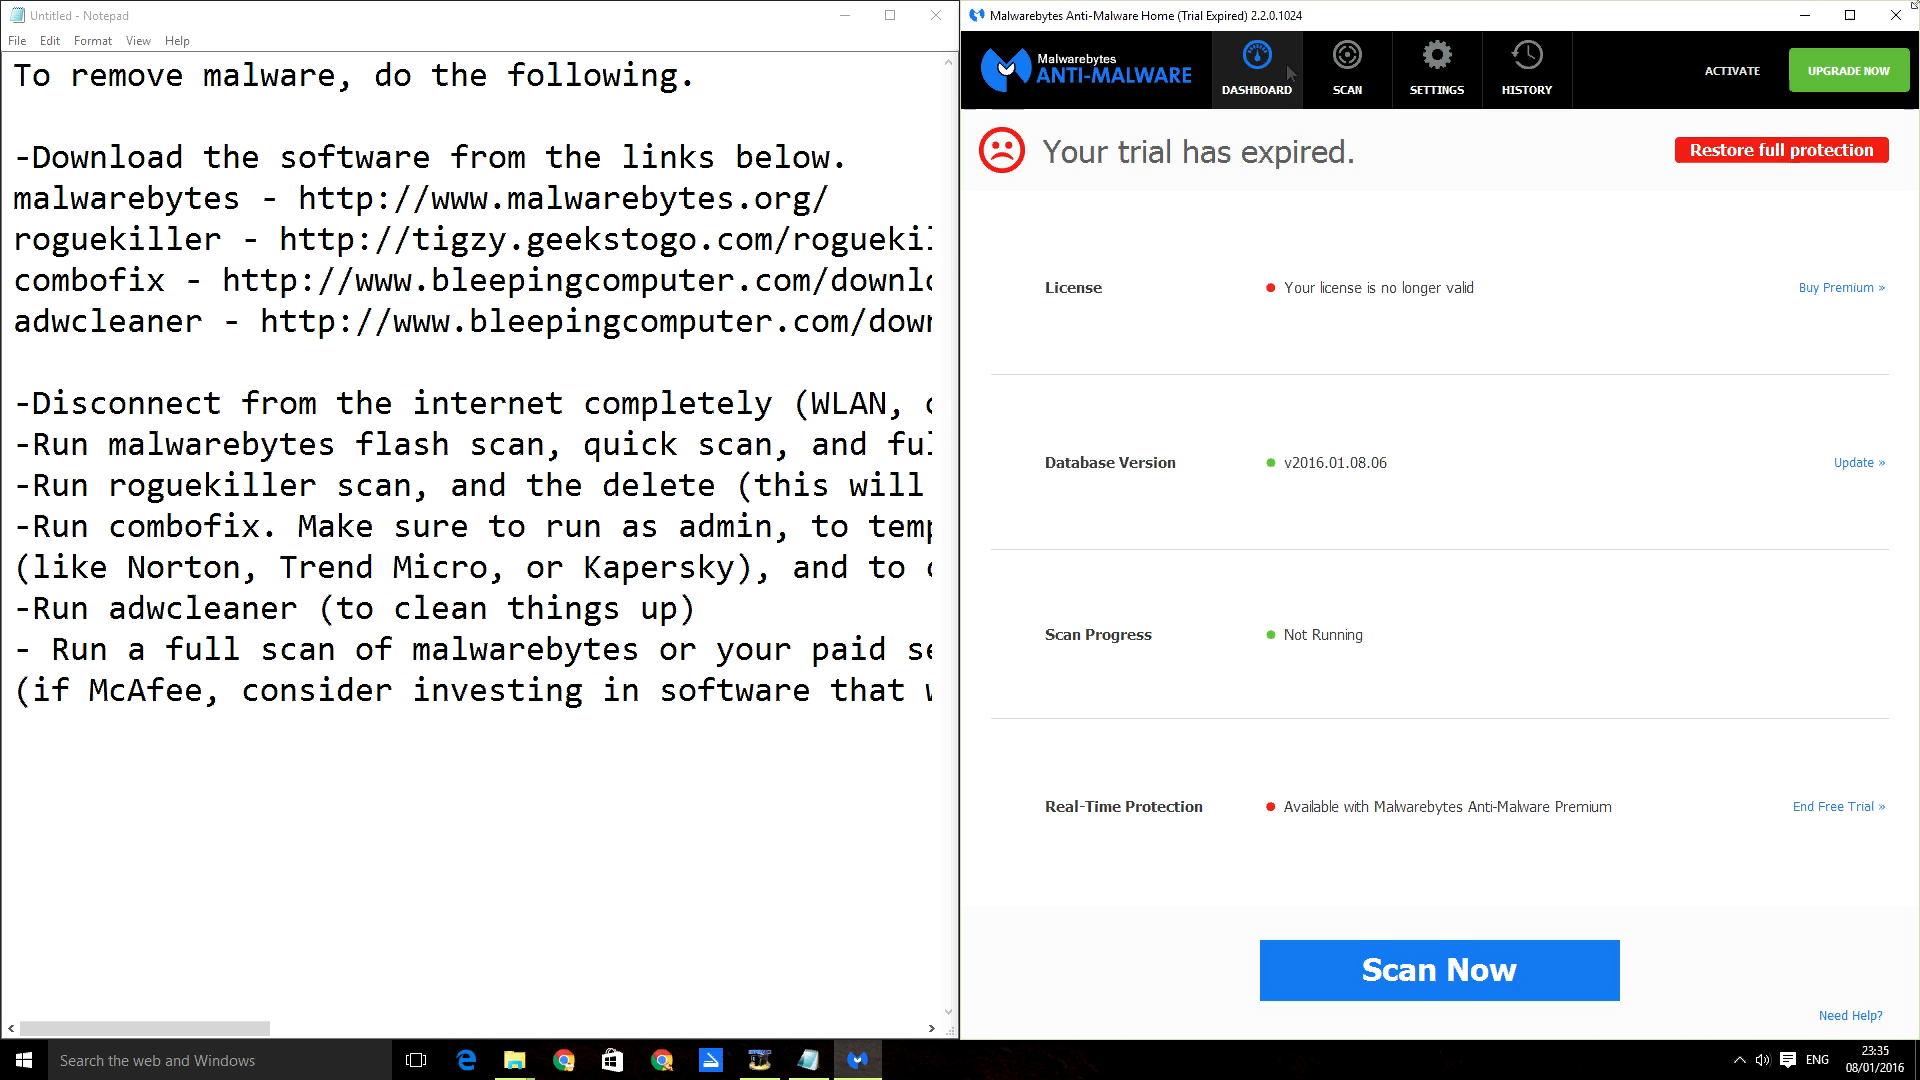 Untitled - Notepad
File Edit Format View Help
To remove malware, do the following.
-Download the software from the links below.
malwarebytes - http://www.malwarebytes.org/
roguekiller - http://tigzy.geekstogo.com/roguekil
combofix - http://www.bleepingcomputer.com/downlo
adwcleaner - http://www.bleepingcomputer.com/down
-Disconnect from the internet completely (WLAN,
-Run malwarebytes flash scan, quick scan, and ful
-Run roguekiller scan, and the delete (this will
-Run combofix. Make sure to run as admin, to temp
(like Norton, Trend Micro, or Kapersky), and to
-Run adwcleaner (to clean things up)
- Run a full scan of malwarebytes or your paid se
(if McAfee, consider investing in software that w
Malwarebytes Anti-Malware Home (Trial Expired) 2.2.0.1024
Malwarebytes
ANTI-MALWARE
DASHBOARD SCAN SETTINGS HISTORY
ACTIVATE
UPGRADE NOW
Your trial has expired.
Restore full protection
License Your license is no longer valid Buy Premium »
Database Version v2016.01.08.06 Update »
Scan Progress Not Running
Real-Time Protection Available with Malwarebytes Anti-Malware Premium End Free Trial »
Scan Now
Need Help?
Search the web and Windows
ENG
23:35
08/01/2016